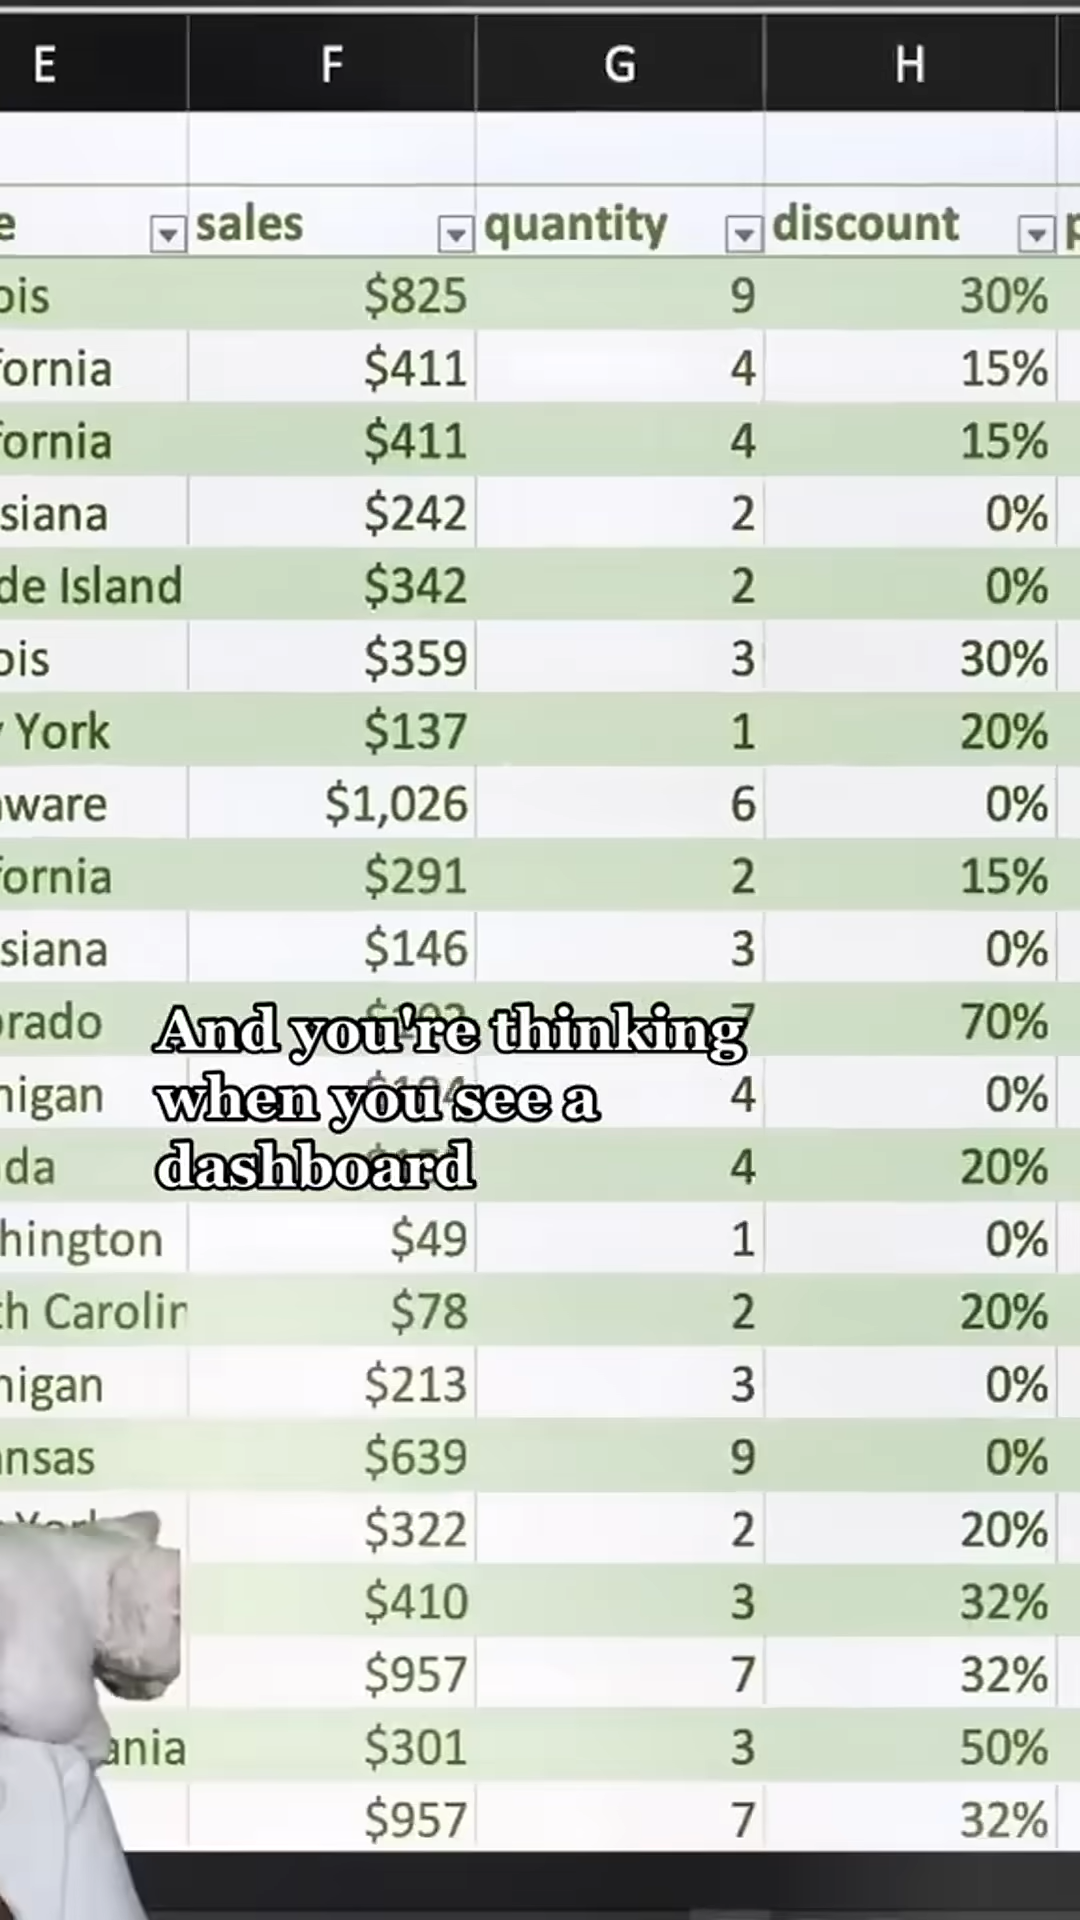 E F G H
e sales quantity discount
ois $825 9 30%
fornia $411 4 15%
fornia $411 4 15%
siana $242 2 0%
de Island $342 2 0%
ois $359 3 30%
York $137 1 20%
ware $1,026 6 0%
fornia $291 2 15%
siana $146 3 0%
rado 7 70%
And you're thinking
nigan 4 0%
when you see a
da 4 20%
dashboard
hington $49 1 0%
h Carolin $78 2 20%
nigan $213 3 0%
nsas $639 9 0%
York $322 2 20%
$410 3 32%
$957 7 32%
ania $301 3 50%
$957 7 32%